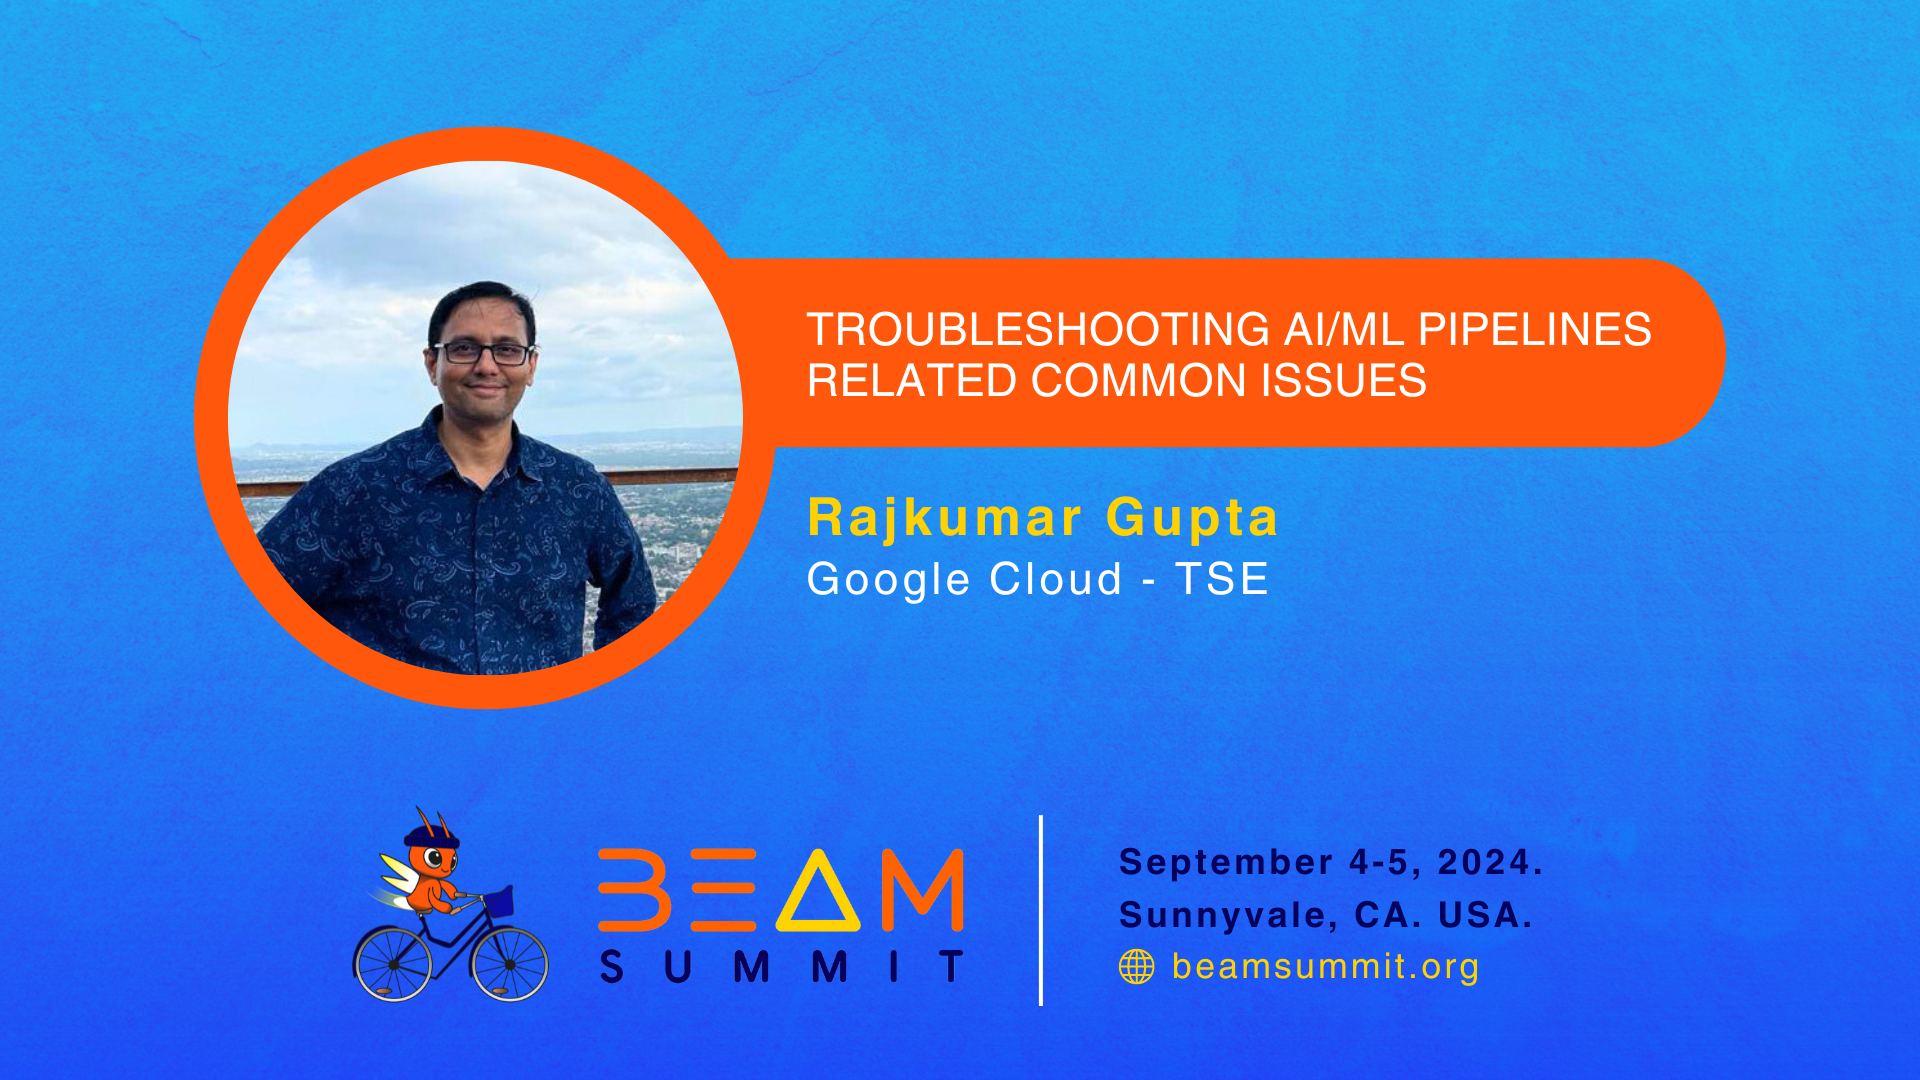 TROUBLESHOOTING AI/ML PIPELINES
RELATED COMMON ISSUES
Rajkumar Gupta
Google Cloud - TSE
BEAM
SUMMIT
September 4-5, 2024.
Sunnyvale, CA. USA.
beamsummit.org